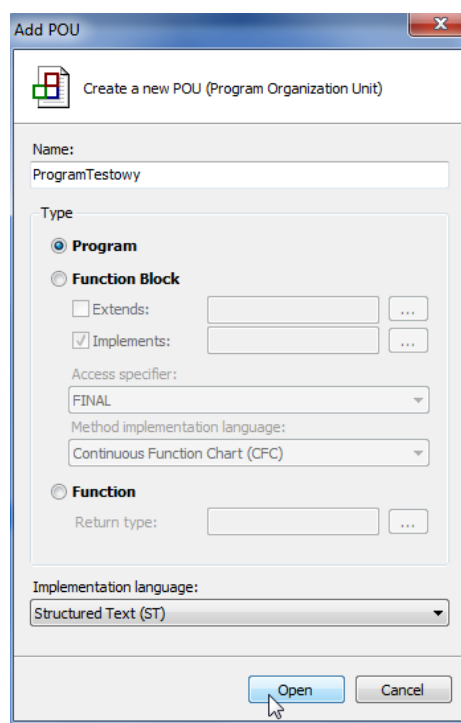 Add POU
Create a new POU (Program Organization Unit)
Name:
ProgramTestowy
Type
Program
Function Block
Extends:
...
Implements:
...
Access specifier:
FINAL
Method implementation language:
Continuous Function Chart (CFC)
Function
Return type:
...
Implementation language:
Structured Text (ST)
Open Cancel